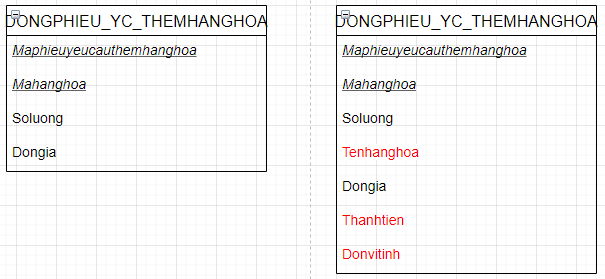 DONGPHIEU_YC_THEMHANGHOA
Maphieuyeucauthemhanghoa
Mahanghoa
Soluong
Dongia
DONGPHIEU_YC_THEMHANGHOA
Maphieuyeucauthemhanghoa
Mahanghoa
Soluong
Tenhanghoa
Dongia
Thanhtien
Donvitinh